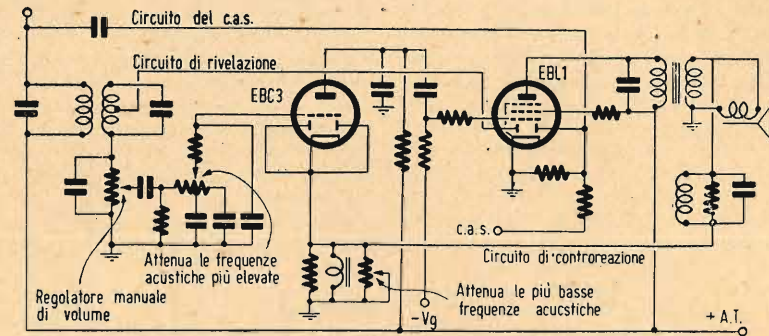 Circuito del c.a.s.
Circuito di rivelazione
EBC3
EBL1
c.a.s.
Attenua le frequenze
acustiche più elevate
Circuito di controreazione
Regolatore manuale
di volume
Attenua le più basse
frequenze acucstiche
-Vg
+ A.T.